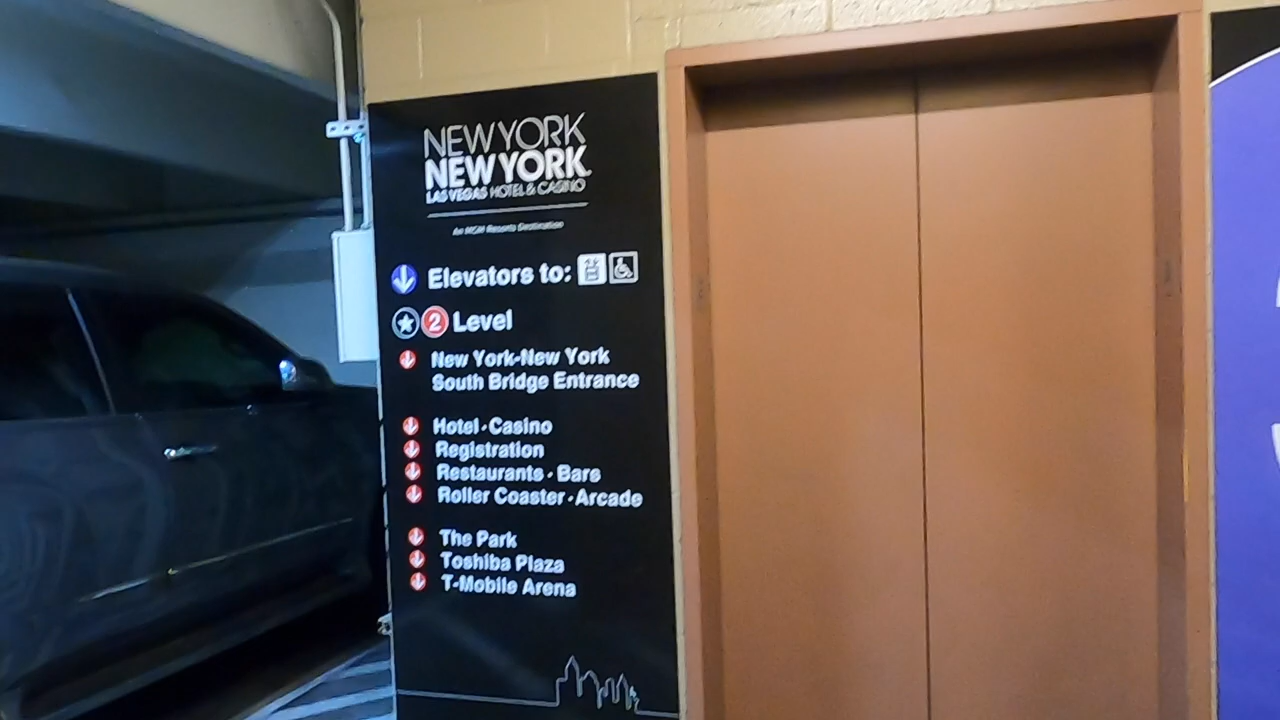 NEW YORK
NEW YORK
LAS VEGAS HOTEL & CASINO
An MGM Resorts Destination
Elevators to:
2 Level
New York-New York
South Bridge Entrance
Hotel · Casino
Registration
Restaurants · Bars
Roller Coaster · Arcade
The Park
Toshiba Plaza
T-Mobile Arena